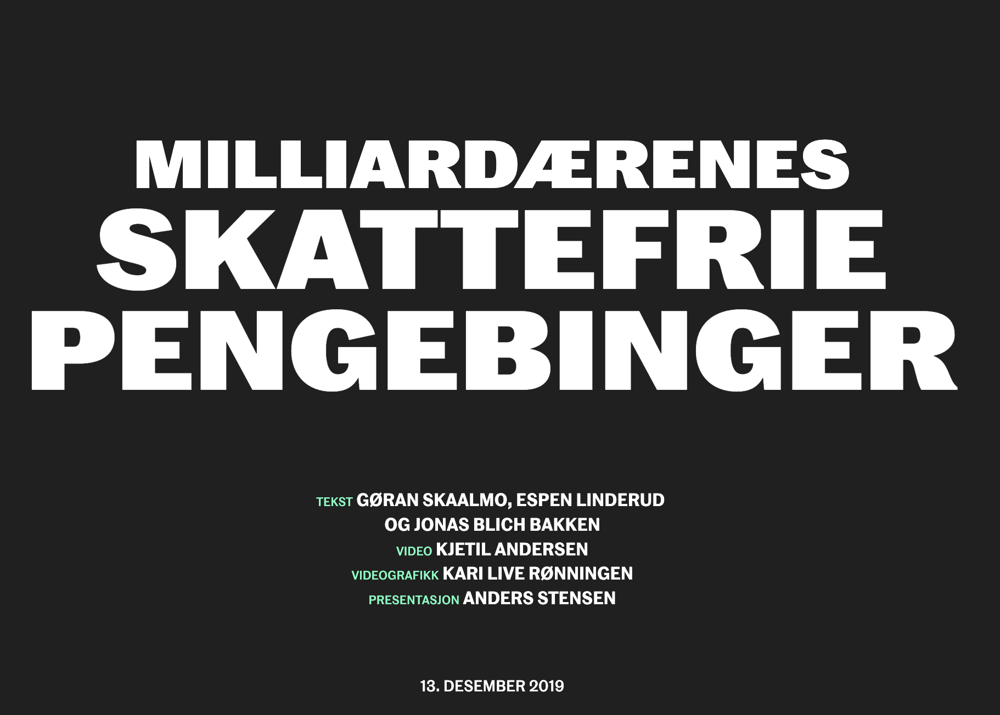 MILLIARDÆRENES
SKATTEFRIE
PENGEBINGER
TEKST GØRAN SKAALMO, ESPEN LINDERUD
OG JONAS BLICH BAKKEN
VIDEO KJETIL ANDERSEN
VIDEOGRAFIKK KARI LIVE RØNNINGEN
PRESENTASJON ANDERS STENSEN
13. DESEMBER 2019